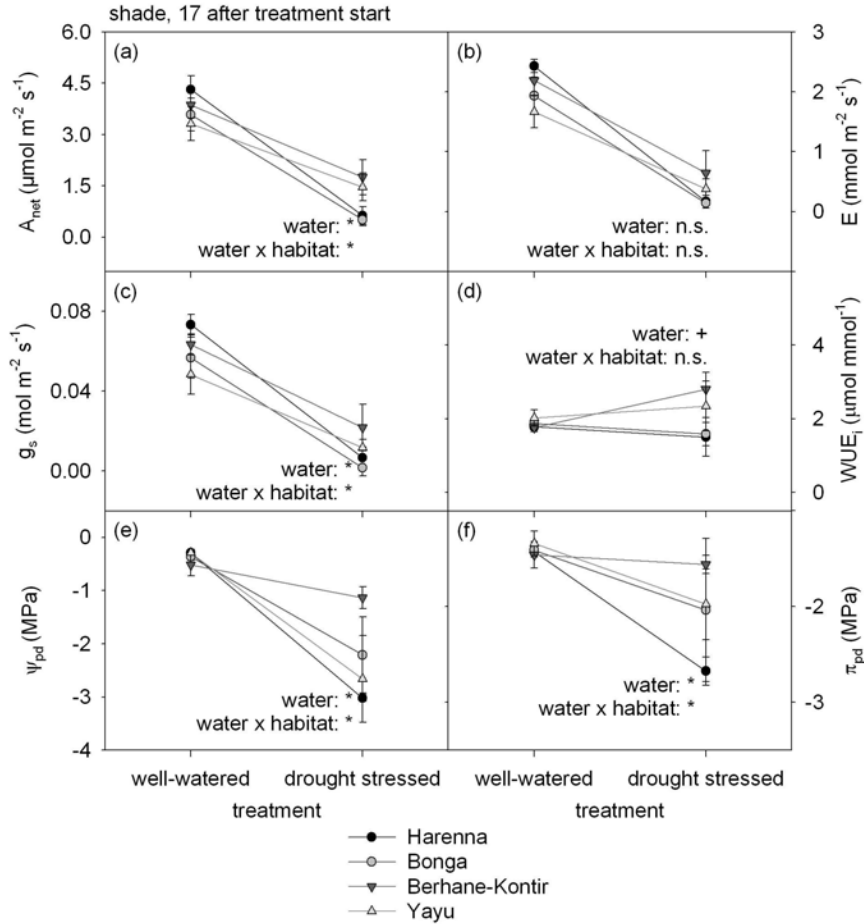 shade, 17 after treatment start
(a)
6.0
4.5
3.0
1.5
0.0
A_net (µmol m⁻² s⁻¹)
water: *
water x habitat: *
(b)
3
2
1
0
E (mmol m⁻² s⁻¹)
water: n.s.
water x habitat: n.s.
(c)
0.08
0.04
0.00
g_s (mol m⁻² s⁻¹)
water: *
water x habitat: *
(d)
4
2
0
WUE_i (µmol mmol⁻¹)
water: +
water x habitat: n.s.
(e)
0
-1
-2
-3
-4
Ψ_pd (MPa)
water: *
water x habitat: *
(f)
-2
-3
π_pd (MPa)
water: *
water x habitat: *
well-watered drought stressed well-watered drought stressed
treatment treatment
Harenna
Bonga
Berhane-Kontir
Yayu